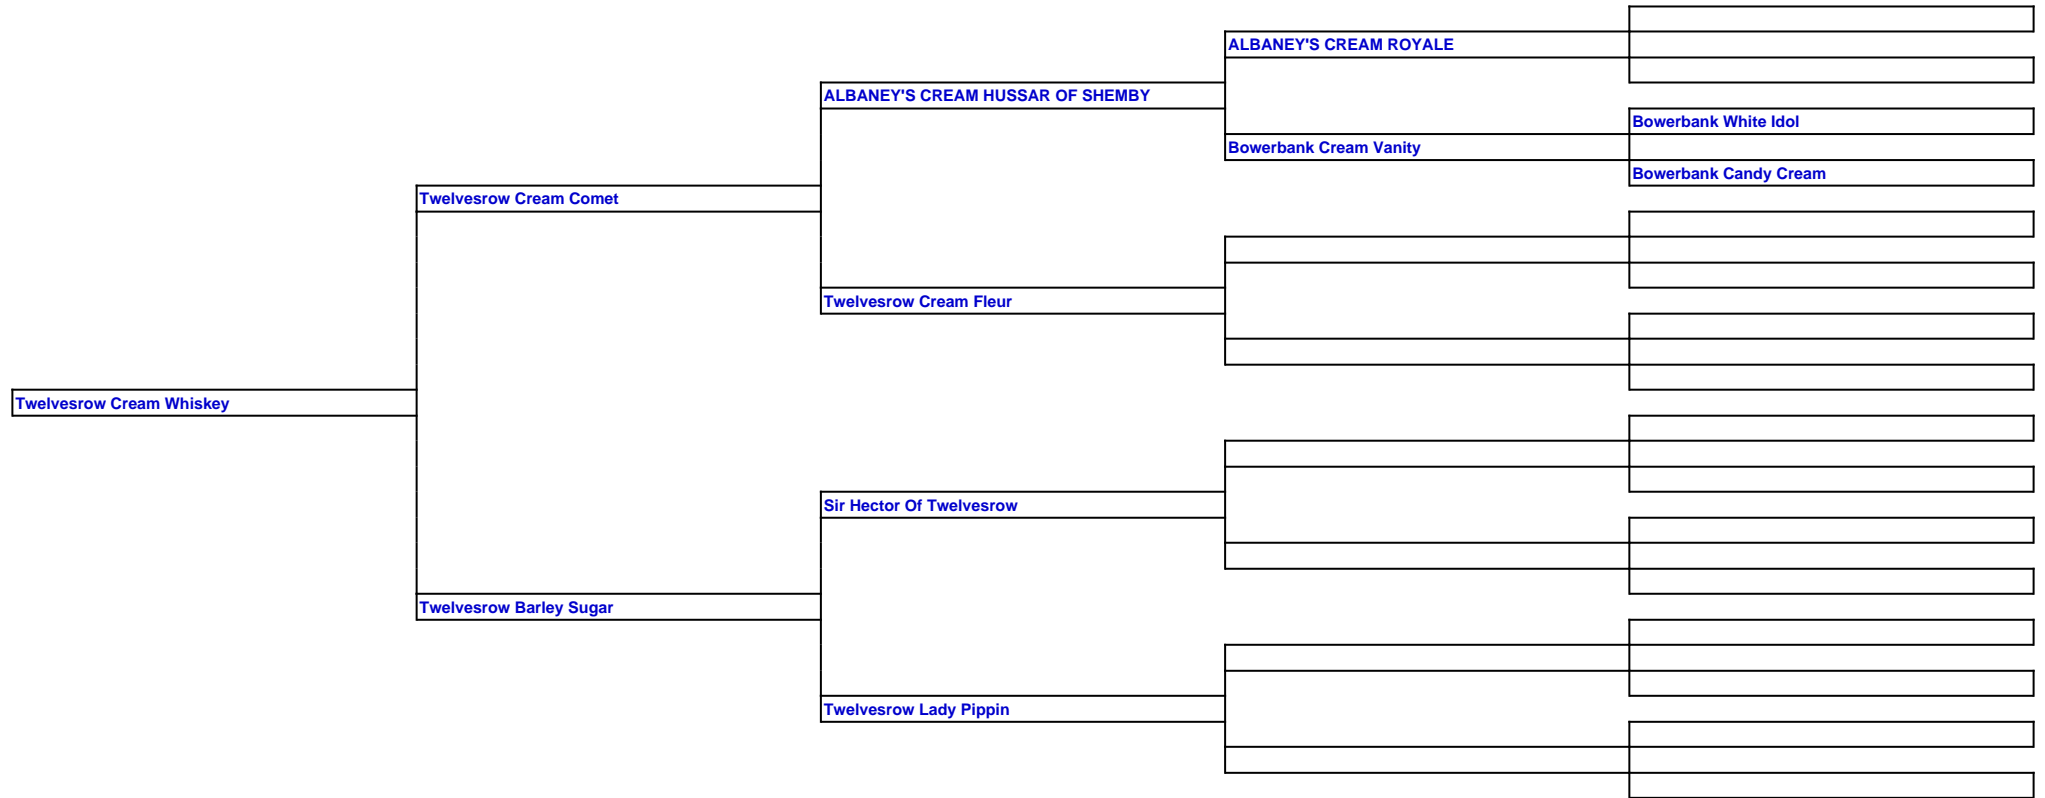 ALBANEY'S CREAM ROYALE
ALBANEY'S CREAM HUSSAR OF SHEMBY
Bowerbank White Idol
Bowerbank Cream Vanity
Bowerbank Candy Cream
Twelvesrow Cream Comet
Twelvesrow Cream Fleur
Twelvesrow Cream Whiskey
Sir Hector Of Twelvesrow
Twelvesrow Barley Sugar
Twelvesrow Lady Pippin